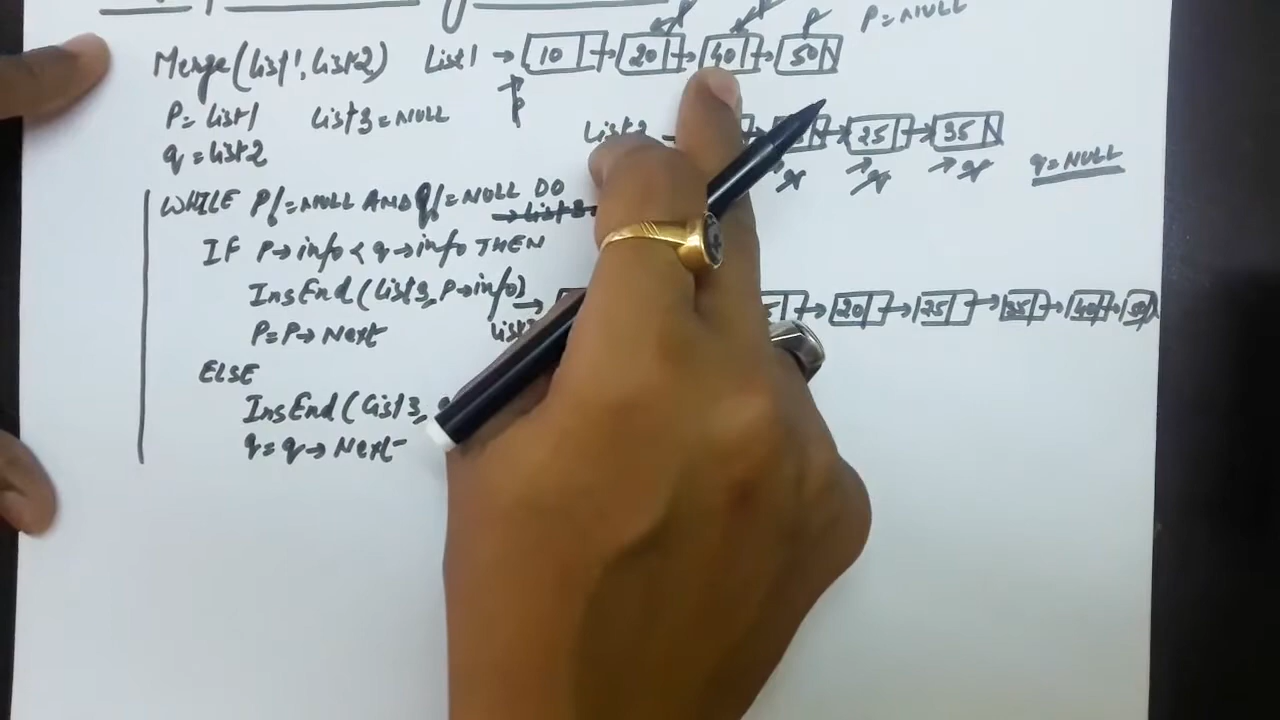 Merge(List1, List2)
List1 → 10 → 20 → 40 → 50 N
P P P P=NULL
P = List1 List3 = NULL
q = List2
List2 → 25 → 35 N
q q q q = NULL
WHILE P!=NULL AND q!=NULL DO
IF P→info < q→info THEN
InsEnd(List3, P→info)
P=P→Next
→ 20 → 25 → 35 → 40 → 50
ELSE
InsEnd(List3,
q = q→Next